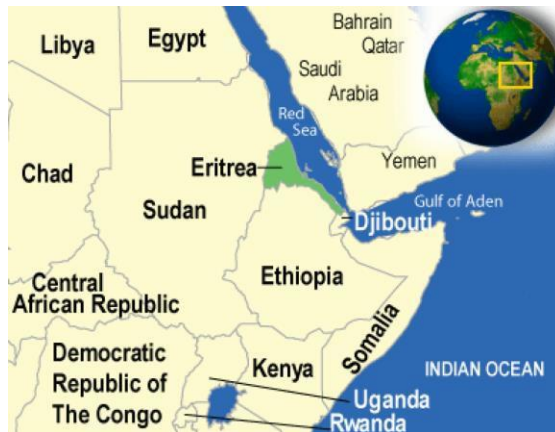 Libya
Egypt
Bahrain
Qatar
Saudi
Arabia
Red
Sea
Chad
Eritrea
Yemen
Sudan
Gulf of Aden
Djibouti
Ethiopia
Central
African Republic
Somalia
Democratic
Republic of
The Congo
Kenya
INDIAN OCEAN
Uganda
Rwanda